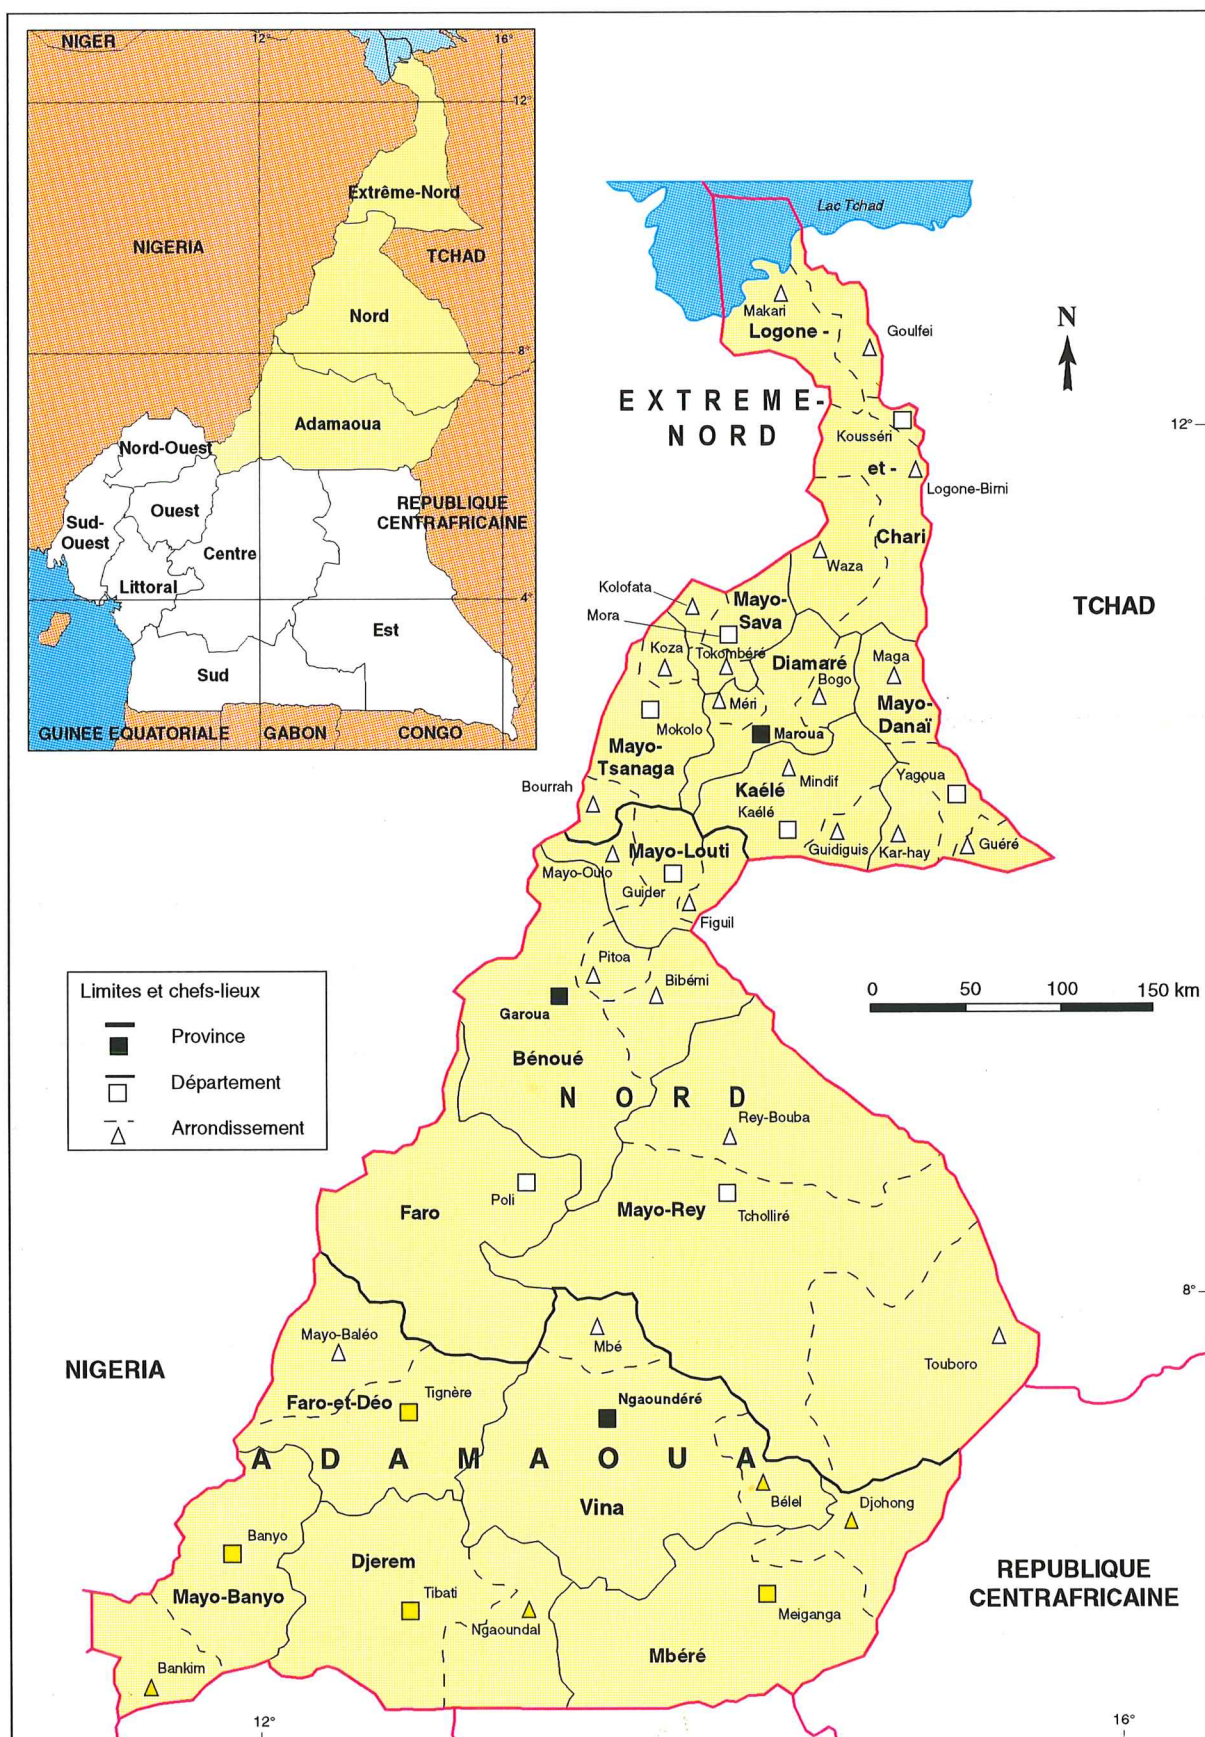 NIGER
12°
16°
12°
Extrême-Nord
NIGERIA
TCHAD
Nord
8°
Adamaoua
Nord-Ouest
Ouest
Sud-
Ouest
REPUBLIQUE
CENTRAFRICAINE
Centre
Littoral
4°
Est
Sud
GUINEE EQUATORIALE
GABON
CONGO
Lac Tchad
Makari
Logone -
Goulfei
N
EXTREME-
NORD
Kousséri
12°
et -
Logone-Birni
Chari
Waza
Kolofata
Mayo-
Sava
TCHAD
Mora
Koza
Tokombéré
Diamaré
Maga
Bogo
Méri
Mayo-
Danaï
Mokolo
Maroua
Mayo-
Tsanaga
Mindif
Yagoua
Bourrah
Kaélé
Kaélé
Guidiguis
Kar-hay
Guéré
Mayo-Louti
Mayo-Oulo
Guider
Figuil
Pitoa
Bibémi
Limites et chefs-lieux
Province
Département
Arrondissement
0 50 100 150 km
Garoua
Bénoué
NORD
Rey-Bouba
Poli
Faro
Mayo-Rey
Tcholliré
8°
Mayo-Baléo
Mbé
Touboro
NIGERIA
Faro-et-Déo
Tignère
Ngaoundéré
ADAMAOUA
Vina
Bélel
Djohong
Banyo
Djerem
REPUBLIQUE
CENTRAFRICAINE
Mayo-Banyo
Tibati
Ngaoundal
Meiganga
Mbéré
Bankim
12°
16°